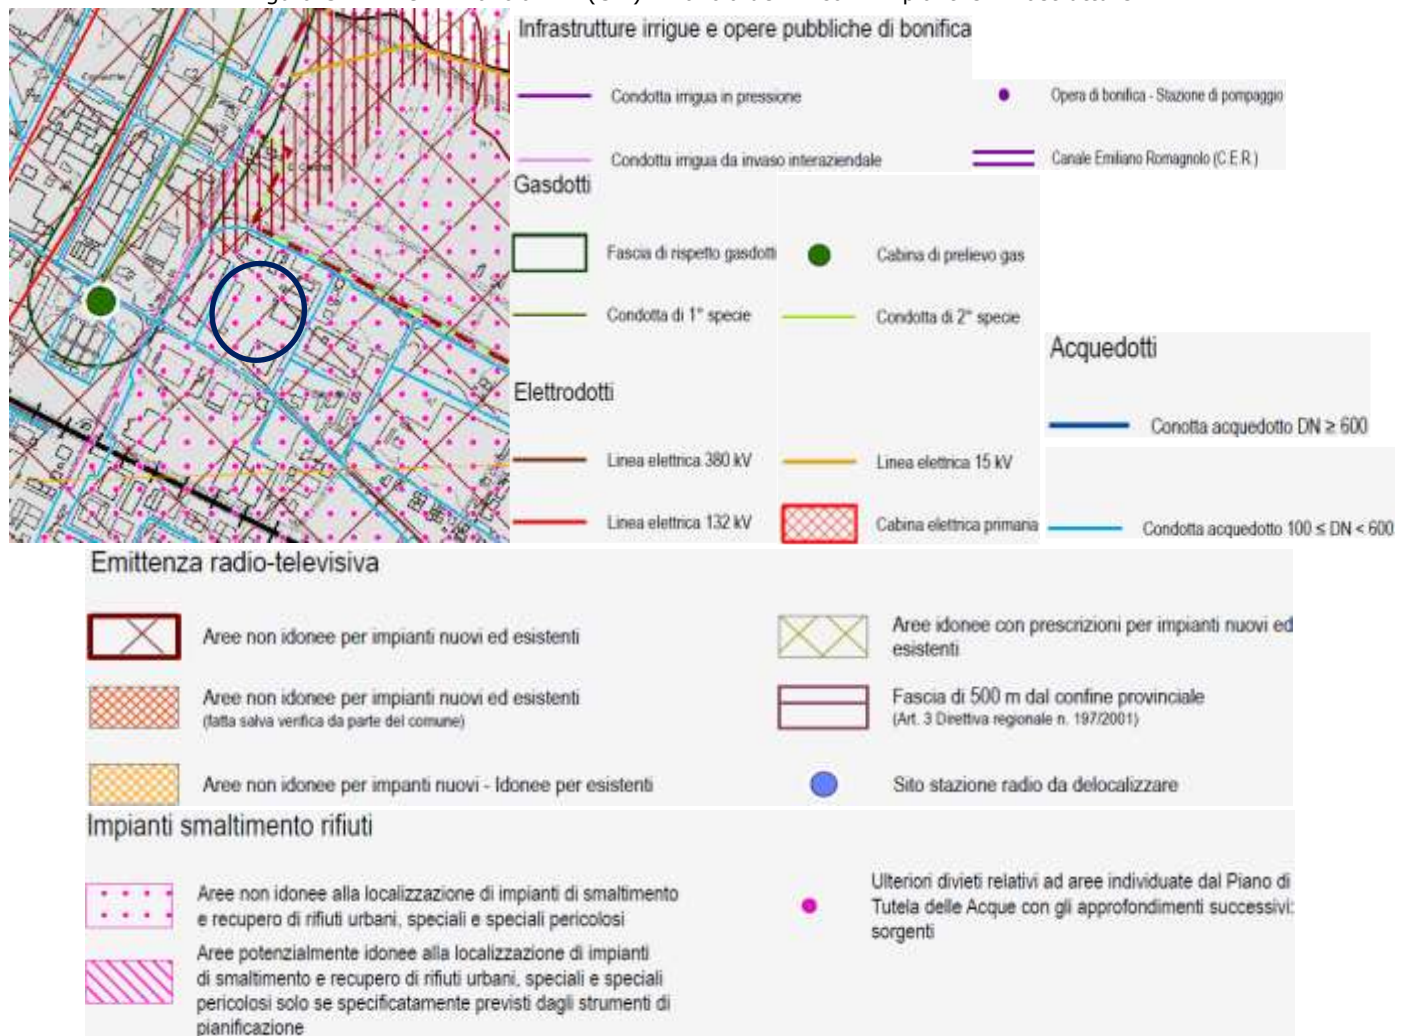 Infrastrutture irrigue e opere pubbliche di bonifica
Condotta irrigua in pressione
Opera di bonifica - Stazione di pompaggio
Condotta irrigua da invaso interaziendale
Canale Emiliano Romagnolo (C.E.R.)
Gasdotti
Fascia di rispetto gasdotti
Cabina di prelievo gas
Condotta di 1° specie
Condotta di 2° specie
Acquedotti
Elettrodotti
Conotta acquedotto DN ≥ 600
Linea elettrica 380 kV
Linea elettrica 15 kV
Linea elettrica 132 kV
Cabina elettrica primaria
Condotta acquedotto 100 ≤ DN < 600
Emittenza radio-televisiva
Aree non idonee per impianti nuovi ed esistenti
Aree idonee con prescrizioni per impianti nuovi ed
esistenti
Aree non idonee per impianti nuovi ed esistenti
(fatta salva verifica da parte del comune)
Fascia di 500 m dal confine provinciale
(Art. 3 Direttiva regionale n. 197/2001)
Aree non idonee per impanti nuovi - Idonee per esistenti
Sito stazione radio da delocalizzare
Impianti smaltimento rifiuti
Aree non idonee alla localizzazione di impianti di smaltimento
e recupero di rifiuti urbani, speciali e speciali pericolosi
Ulteriori divieti relativi ad aree individuate dal Piano di
Tutela delle Acque con gli approfondimenti successivi:
sorgenti
Aree potenzialmente idonee alla localizzazione di impianti
di smaltimento e recupero di rifiuti urbani, speciali e speciali
pericolosi solo se specificatamente previsti dagli strumenti di
pianificazione